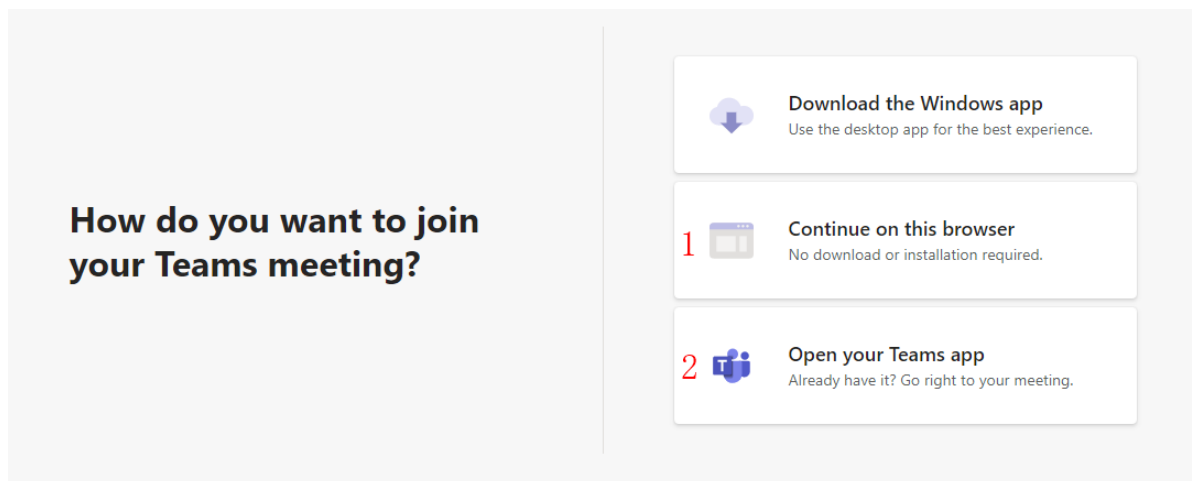 How do you want to join
your Teams meeting?
Download the Windows app
Use the desktop app for the best experience.
1
Continue on this browser
No download or installation required.
2
T
Open your Teams app
Already have it? Go right to your meeting.